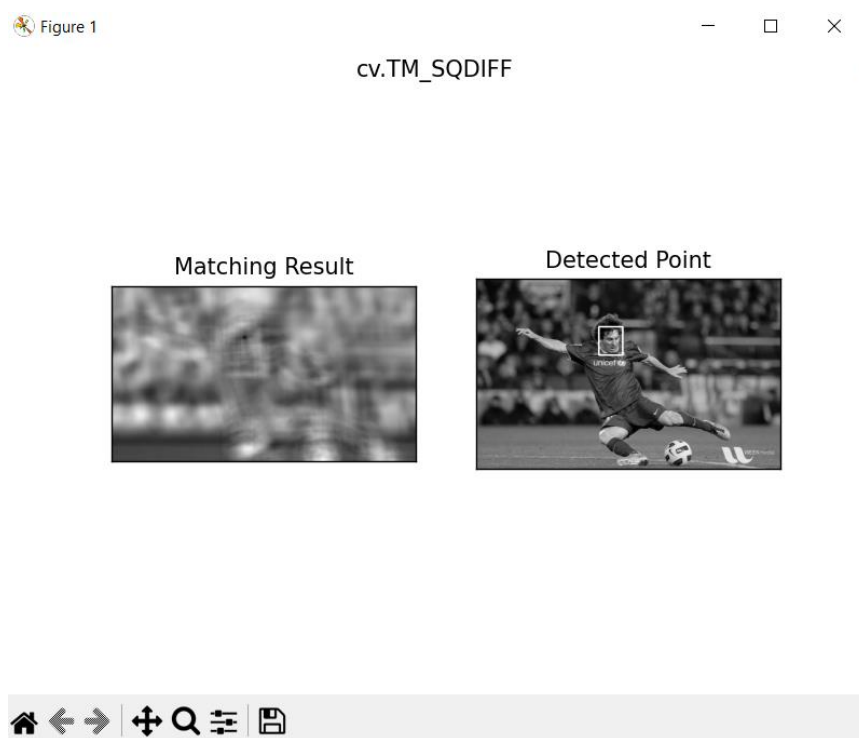 Figure 1
cv.TM_SQDIFF
Matching Result
Detected Point
unicef